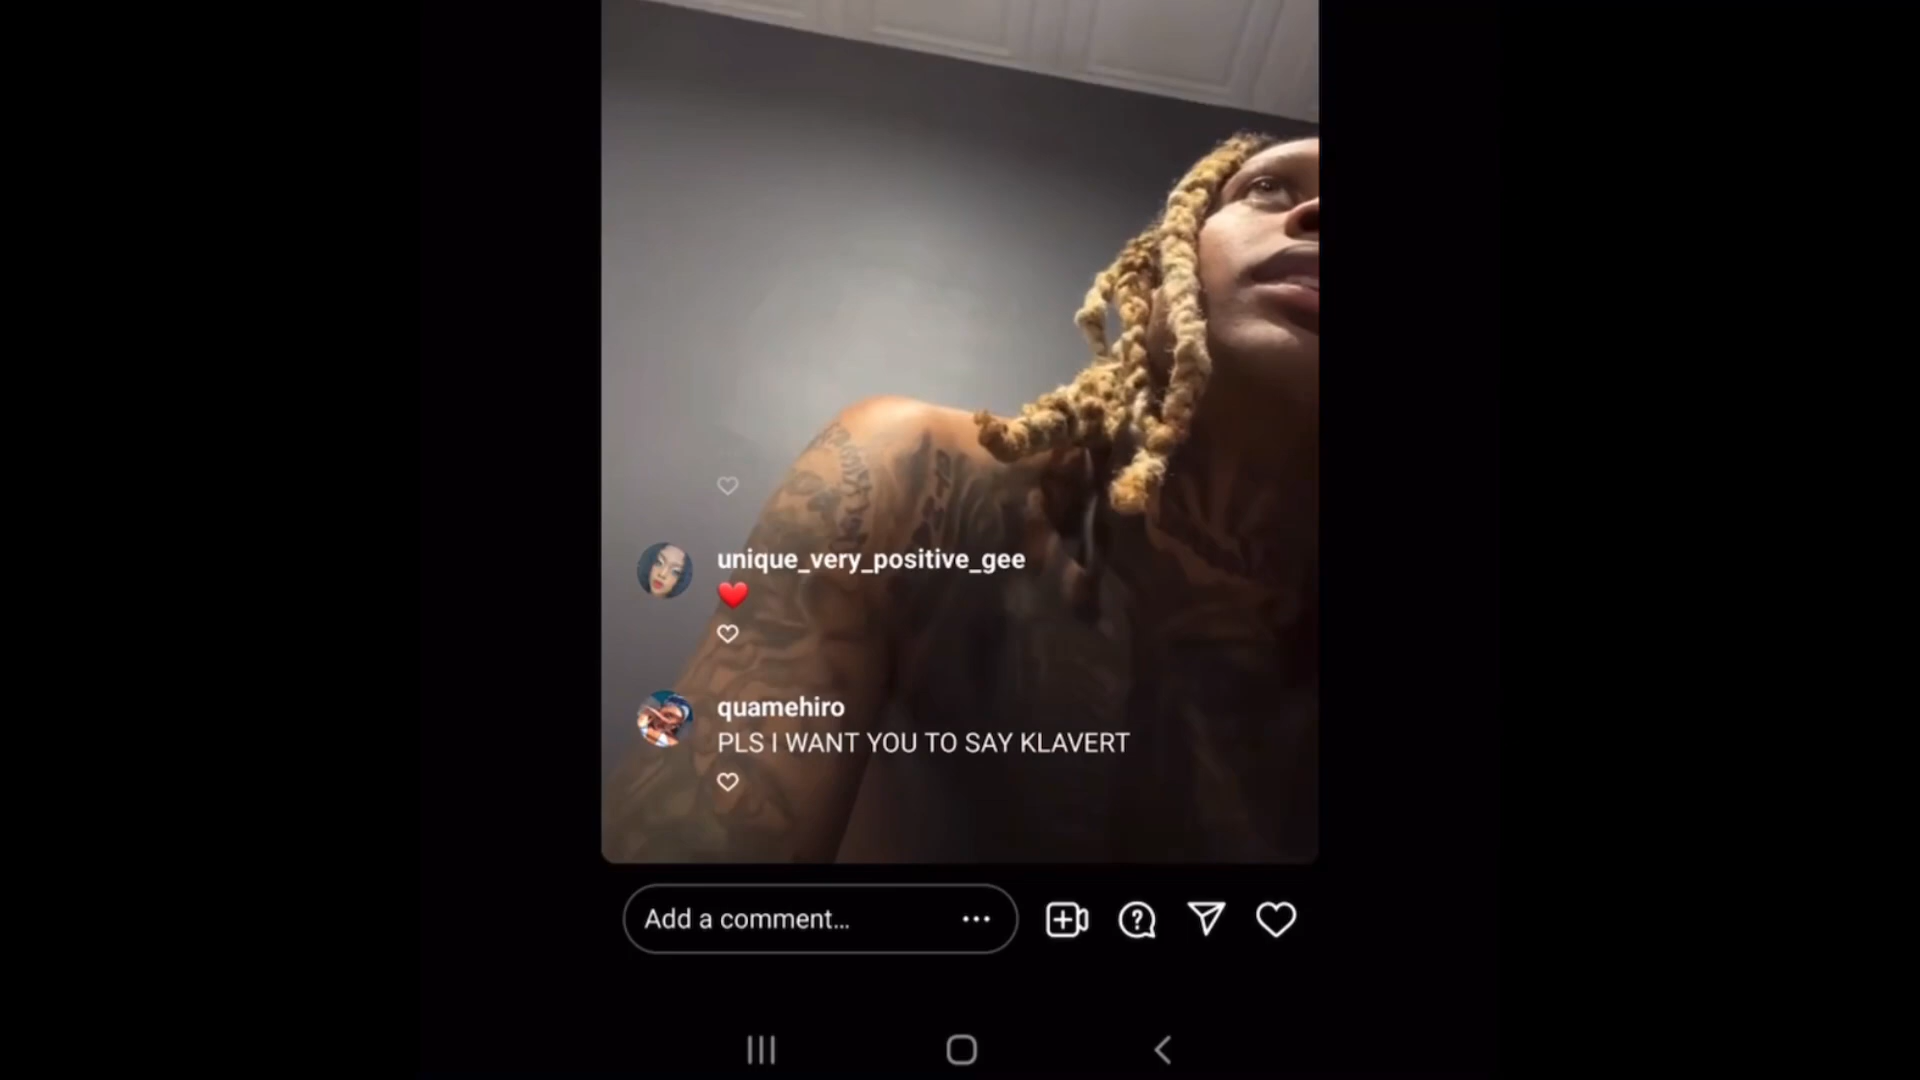 unique_very_positive_gee
❤️
quamehiro
PLS I WANT YOU TO SAY KLAVERT
Add a comment...